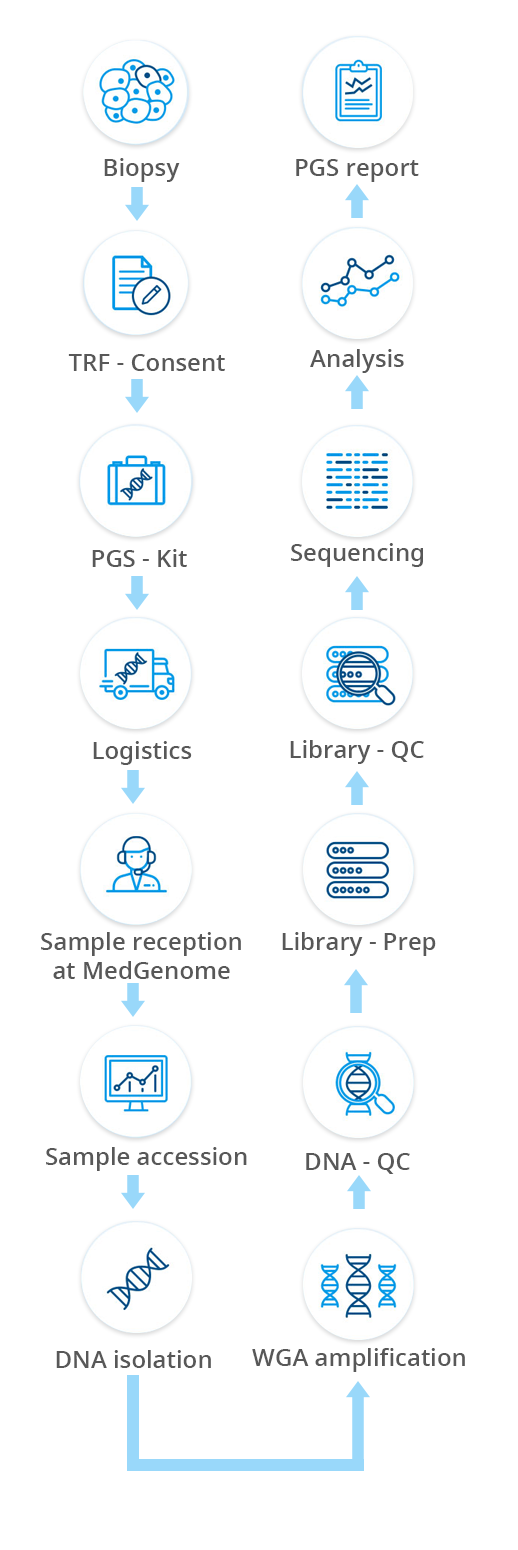 Biopsy
TRF - Consent
PGS - Kit
Logistics
Sample reception
at MedGenome
Sample accession
DNA isolation
WGA amplification
DNA - QC
Library - Prep
Library - QC
Sequencing
Analysis
PGS report